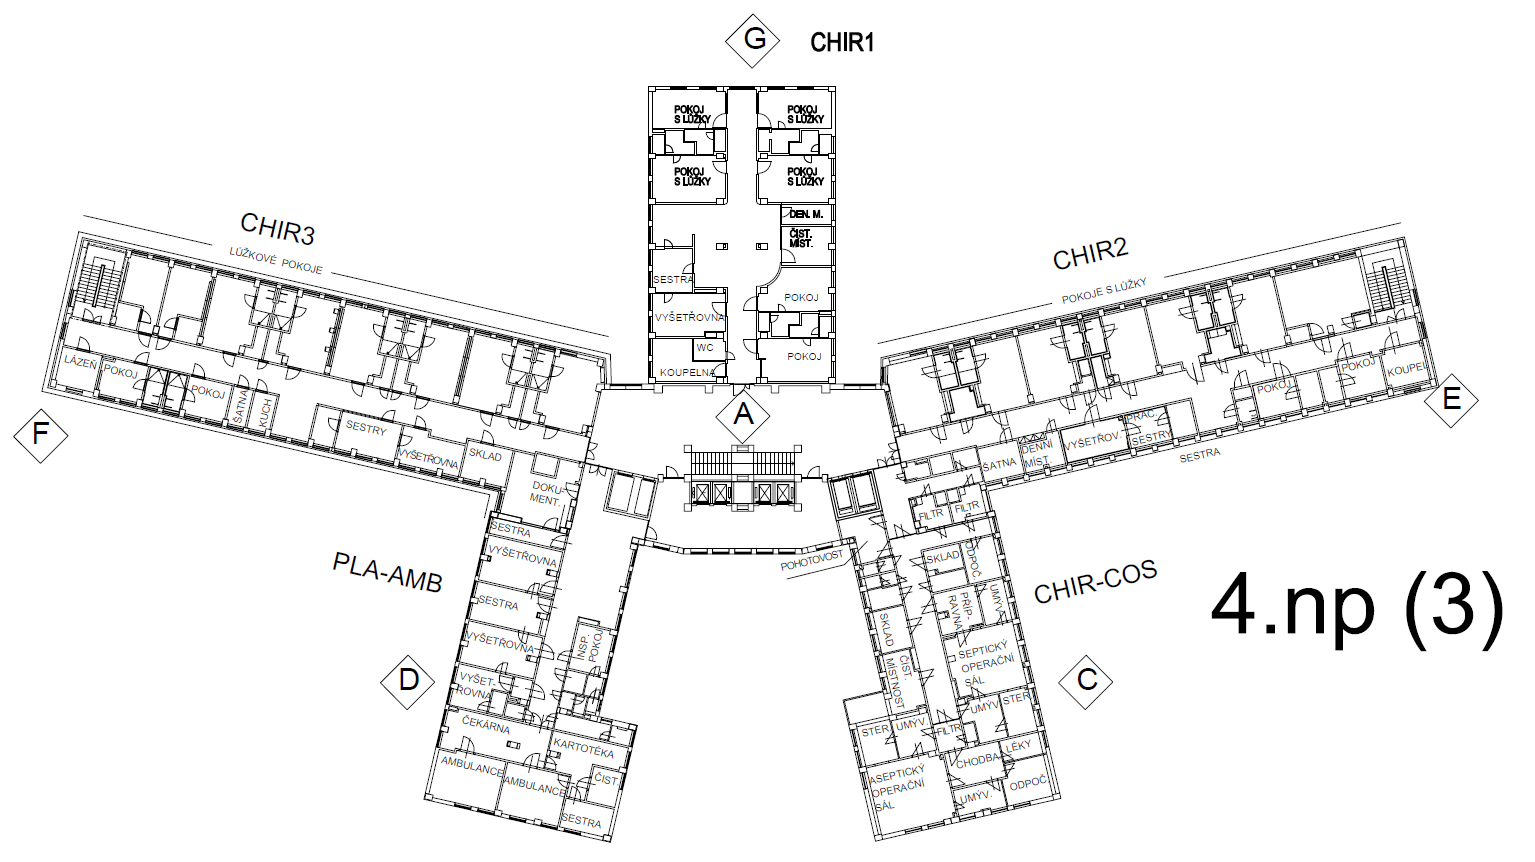 G
CHIR1
POKOJ
S LŮŽKY
POKOJ
S LŮŽKY
POKOJ
S LŮŽKY
POKOJ
S LŮŽKY
DEN. M.
ČIST.
MÍST.
SESTRA
POKOJ
VYŠETŘOVNA
WC
POKOJ
KOUPELNA
A
CHIR3
LŮŽKOVÉ POKOJE
LÁZEŇ
POKOJ
POKOJ
ŠATNA
KUCH
SESTRY
VYŠETŘOVNA
SKLAD
F
CHIR2
POKOJE S LŮŽKY
ŠATNA
DENNÍ
MÍST.
VYŠETŘOV.
PRAC.
SESTRY
POKOJ
POKOJ
KOUPEL
SESTRA
E
DOKU-
MENT.
SESTRA
VYŠETŘOVNA
SESTRA
VYŠETŘOVNA
VYŠET-
ŘOVNA
INSP.
POKOJ
ČEKÁRNA
KARTOTÉKA
AMBULANCE
AMBULANCE
ČIST
SESTRA
PLA-AMB
D
POHOTOVOST
FILTR
FILTR
SKLAD
ODPOČ.
PŘÍP-
RAVNA
UMÝV.
SKLAD
ČIST.
MÍSTNOST
SEPTICKÝ
OPERAČNÍ
SÁL
STER
UMÝV.
FILTR
UMÝV.
STER
ASEPTICKÝ
OPERAČNÍ
SÁL
CHODBA
LÉKY
UMÝV.
ODPOČ.
CHIR-COS
C
4.np (3)